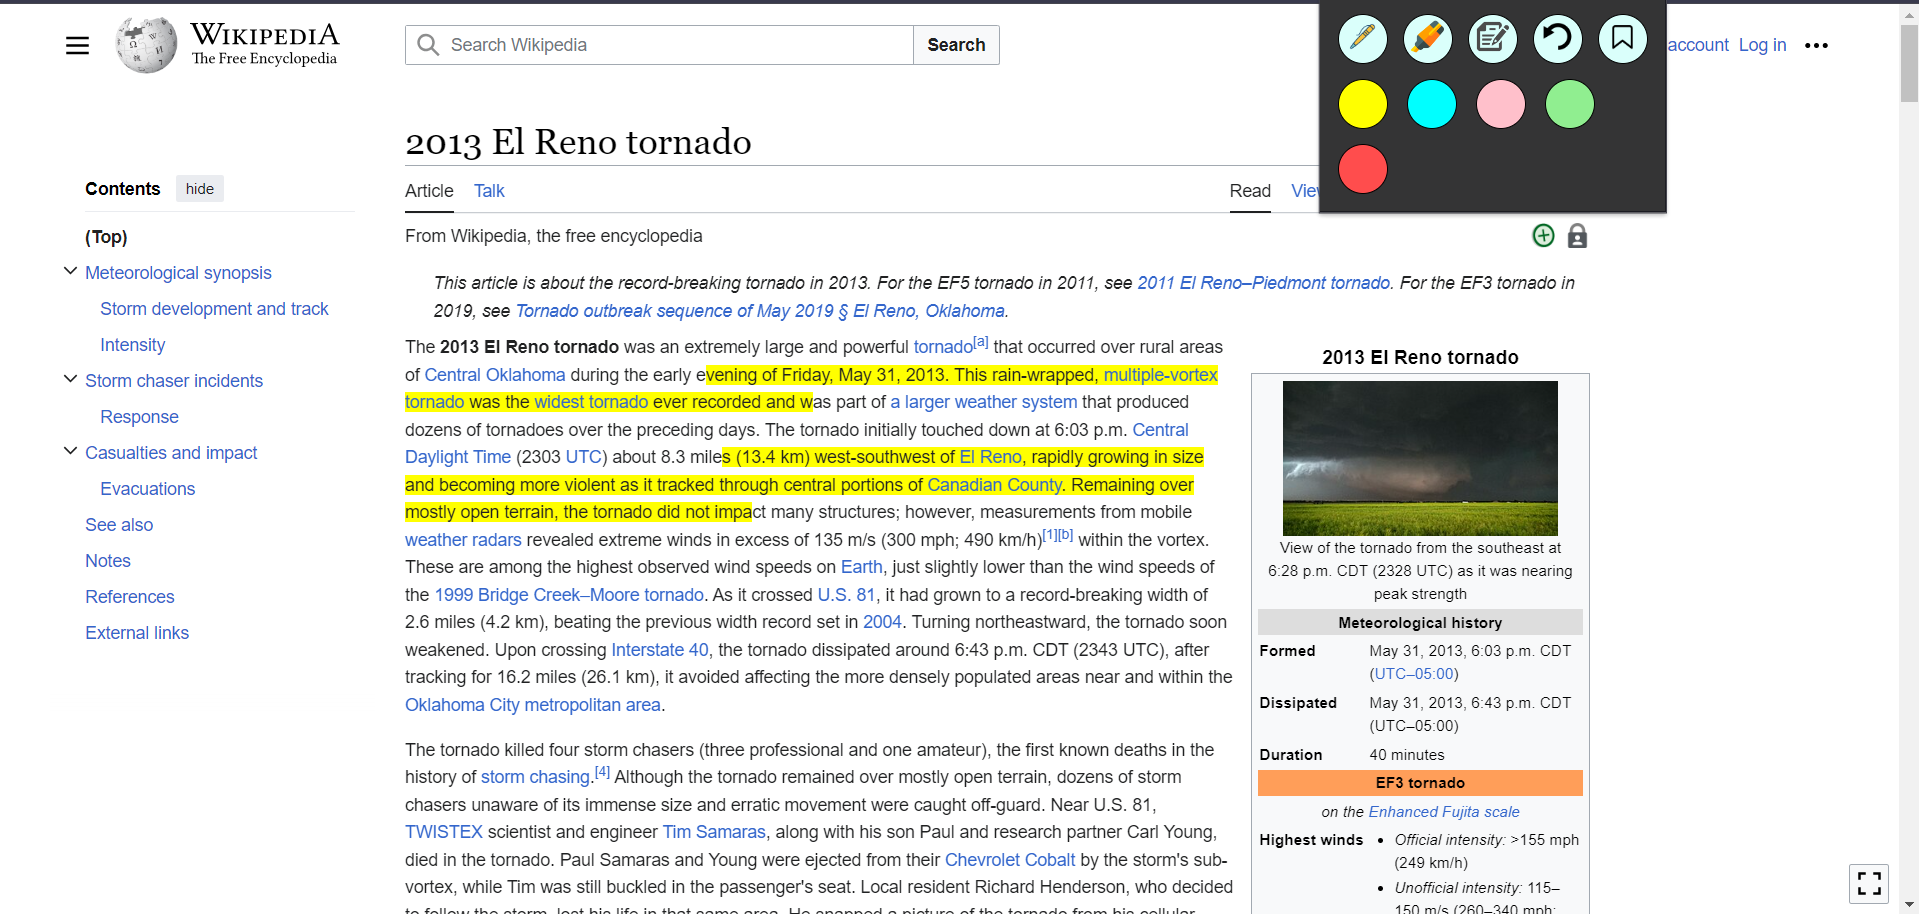 WIKIPEDIA
The Free Encyclopedia
Search Wikipedia
Search
account
Log in
2013 El Reno tornado
Contents
hide
(Top)
Meteorological synopsis
Storm development and track
Intensity
Storm chaser incidents
Response
Casualties and impact
Evacuations
See also
Notes
References
External links
Article
Talk
Read
From Wikipedia, the free encyclopedia
This article is about the record-breaking tornado in 2013. For the EF5 tornado in 2011, see 2011 El Reno–Piedmont tornado. For the EF3 tornado in
2019, see Tornado outbreak sequence of May 2019 § El Reno, Oklahoma.
The 2013 El Reno tornado was an extremely large and powerful tornado[a] that occurred over rural areas
of Central Oklahoma during the early evening of Friday, May 31, 2013. This rain-wrapped, multiple-vortex
tornado was the widest tornado ever recorded and was part of a larger weather system that produced
dozens of tornadoes over the preceding days. The tornado initially touched down at 6:03 p.m. Central
Daylight Time (2303 UTC) about 8.3 miles (13.4 km) west-southwest of El Reno, rapidly growing in size
and becoming more violent as it tracked through central portions of Canadian County. Remaining over
mostly open terrain, the tornado did not impact many structures; however, measurements from mobile
weather radars revealed extreme winds in excess of 135 m/s (300 mph; 490 km/h)[1][b] within the vortex.
These are among the highest observed wind speeds on Earth, just slightly lower than the wind speeds of
the 1999 Bridge Creek–Moore tornado. As it crossed U.S. 81, it had grown to a record-breaking width of
2.6 miles (4.2 km), beating the previous width record set in 2004. Turning northeastward, the tornado soon
weakened. Upon crossing Interstate 40, the tornado dissipated around 6:43 p.m. CDT (2343 UTC), after
tracking for 16.2 miles (26.1 km), it avoided affecting the more densely populated areas near and within the
Oklahoma City metropolitan area.
The tornado killed four storm chasers (three professional and one amateur), the first known deaths in the
history of storm chasing.[4] Although the tornado remained over mostly open terrain, dozens of storm
chasers unaware of its immense size and erratic movement were caught off-guard. Near U.S. 81,
TWISTEX scientist and engineer Tim Samaras, along with his son Paul and research partner Carl Young,
died in the tornado. Paul Samaras and Young were ejected from their Chevrolet Cobalt by the storm's sub-
vortex, while Tim was still buckled in the passenger's seat. Local resident Richard Henderson, who decided
to follow the storm, lost his life in that same area. He snapped a picture of the tornado from his cellular
2013 El Reno tornado
View of the tornado from the southeast at
6:28 p.m. CDT (2328 UTC) as it was nearing
peak strength
Meteorological history
Formed May 31, 2013, 6:03 p.m. CDT
(UTC–05:00)
Dissipated May 31, 2013, 6:43 p.m. CDT
(UTC–05:00)
Duration 40 minutes
EF3 tornado
on the Enhanced Fujita scale
Highest winds • Official intensity: >155 mph
(249 km/h)
• Unofficial intensity: 115–
150 m/s (260–340 mph;